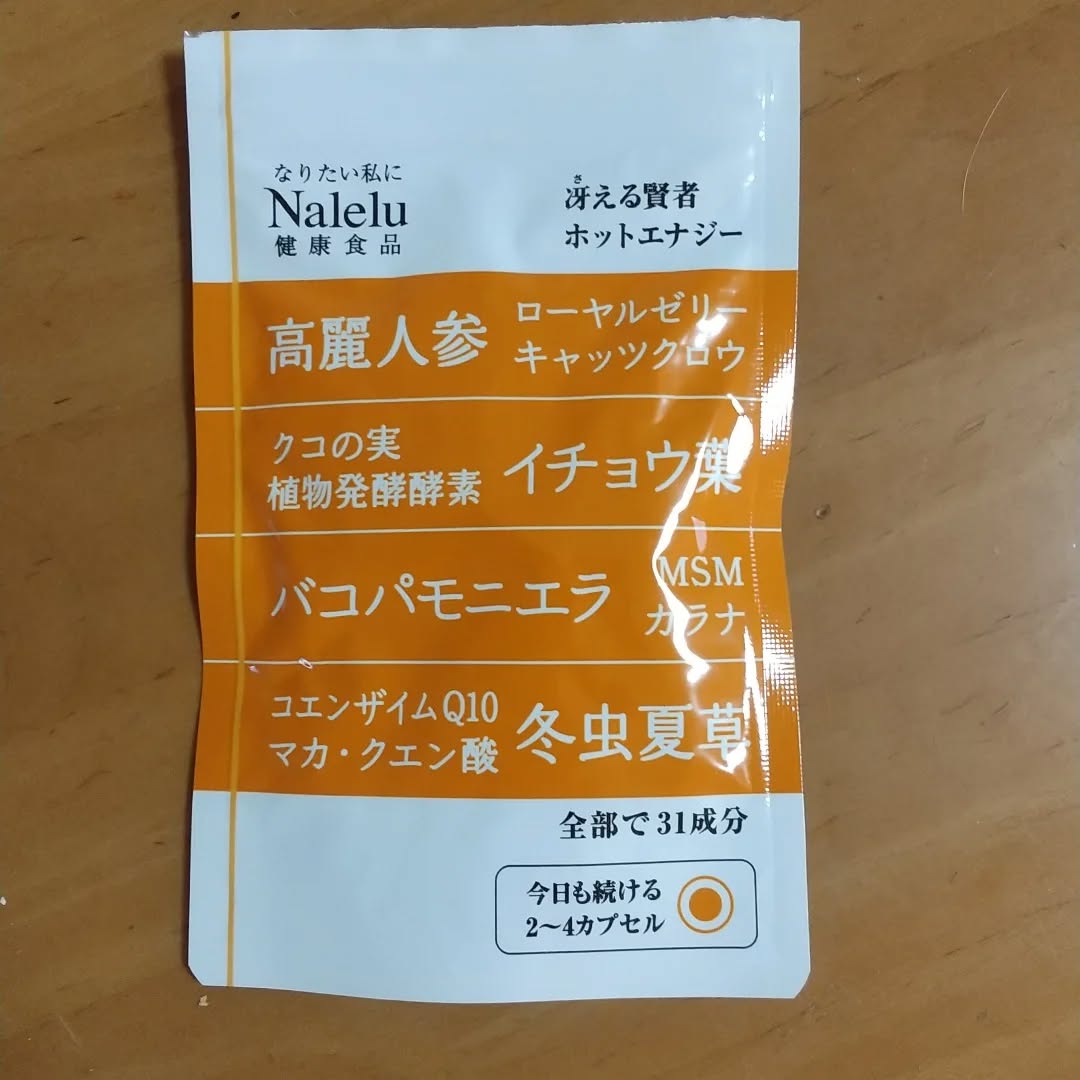 なりたい私に
Nalelu
健康食品
さ
冴える賢者
ホットエナジー
高麗人参
ローヤルゼリー
キャッツクロウ
クコの実
植物発酵酵素
イチョウ葉
バコパモニエラ
MSM
ガラナ
コエンザイムQ10
マカ・クエン酸
冬虫夏草
全部で31成分
今日も続ける
2〜4カプセル